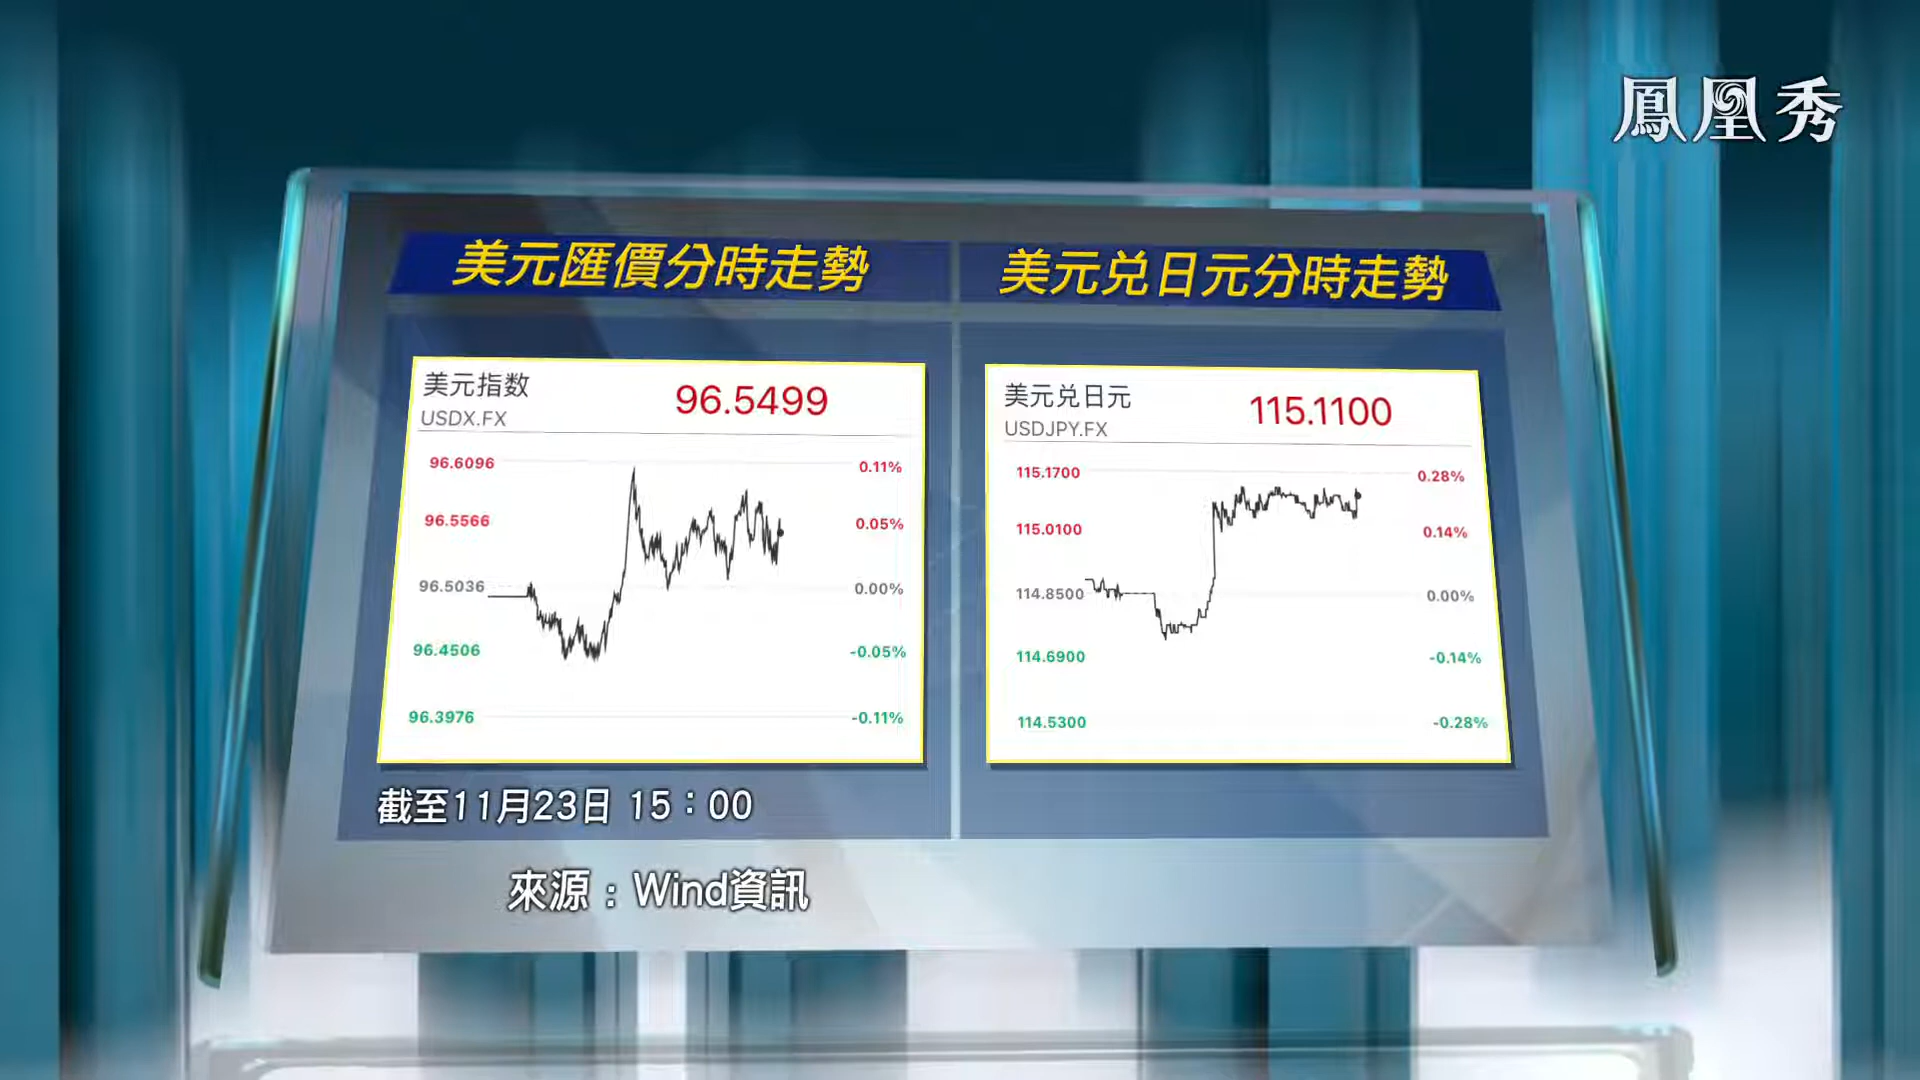 鳳凰秀
美元匯價分時走勢
美元兑日元分時走勢
美元指数
96.5499
USDX.FX
96.6096
0.11%
96.5566
0.05%
96.5036
0.00%
96.4506
-0.05%
96.3976
-0.11%
美元兑日元
115.1100
USDJPY.FX
115.1700
0.28%
115.0100
0.14%
114.8500
0.00%
114.6900
-0.14%
114.5300
-0.28%
截至11月23日 15：00
來源：Wind資訊